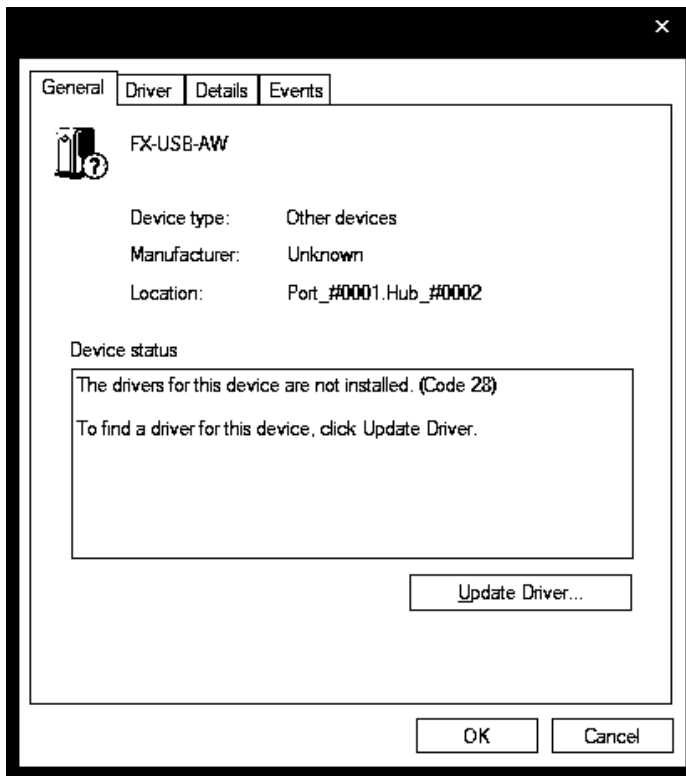 General Driver Details Events
FX-USB-AW
Device type: Other devices
Manufacturer: Unknown
Location: Port_#0001.Hub_#0002
Device status
The drivers for this device are not installed. (Code 28)
To find a driver for this device, click Update Driver.
Update Driver...
OK Cancel